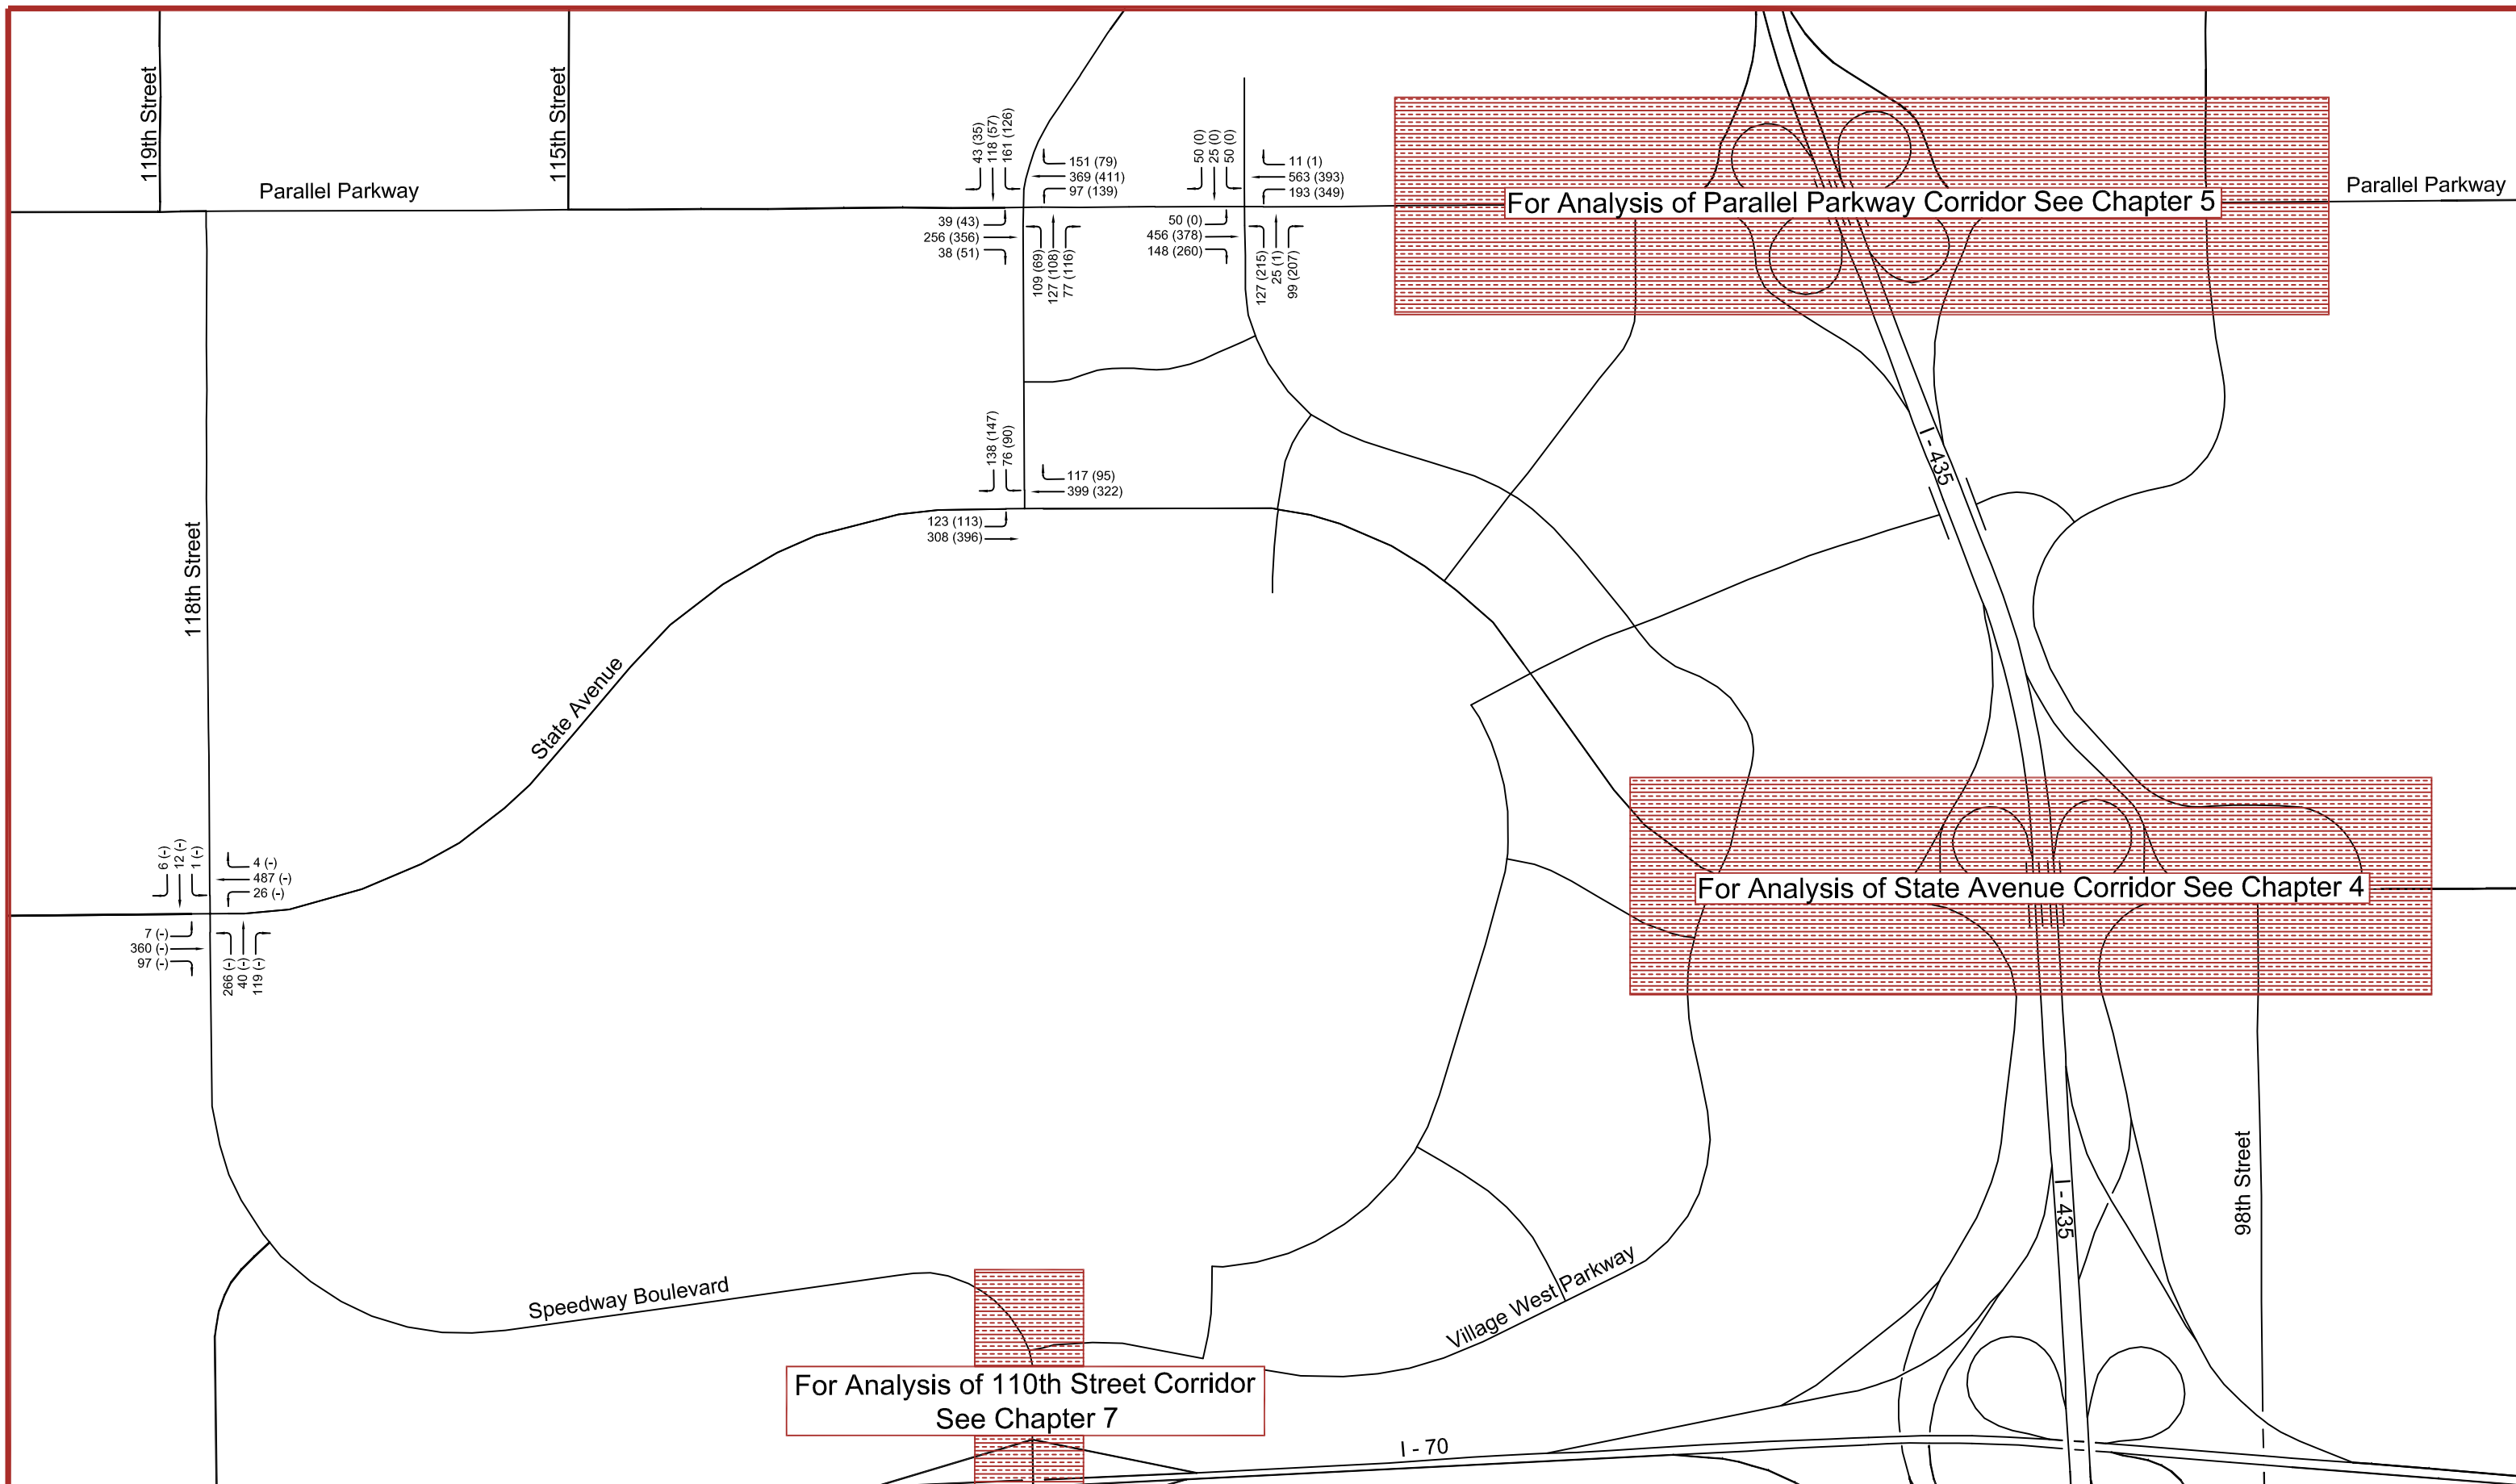 119th Street
115th Street
Parallel Parkway
43 (35)
118 (57)
161 (126)
151 (79)
369 (411)
97 (139)
39 (43)
256 (356)
38 (51)
109 (69)
127 (108)
77 (116)
50 (0)
25 (0)
50 (0)
11 (1)
563 (393)
193 (349)
50 (0)
456 (378)
148 (260)
127 (215)
25 (1)
99 (207)
For Analysis of Parallel Parkway Corridor See Chapter 5
Parallel Parkway
I - 435
138 (147)
76 (90)
117 (95)
399 (322)
123 (113)
308 (396)
118th Street
State Avenue
6 (-)
12 (-)
1 (-)
4 (-)
487 (-)
26 (-)
7 (-)
360 (-)
97 (-)
266 (-)
40 (-)
119 (-)
For Analysis of State Avenue Corridor See Chapter 4
I - 435
98th Street
Speedway Boulevard
Village West Parkway
For Analysis of 110th Street Corridor
See Chapter 7
I - 70